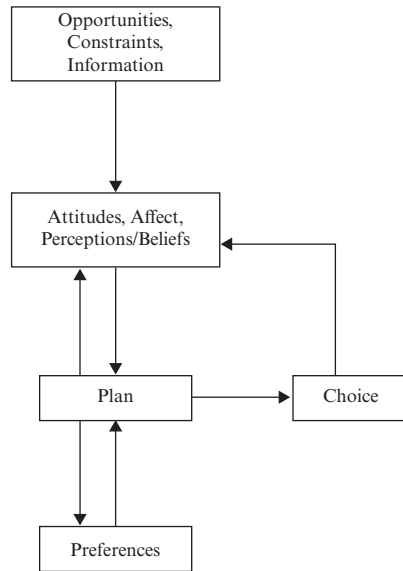 Opportunities,
Constraints,
Information
Attitudes, Affect,
Perceptions/Beliefs
Plan
Choice
Preferences